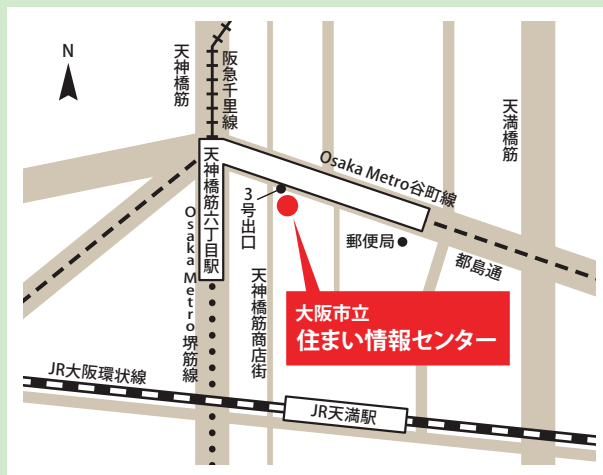 N
天神橋筋
阪急千里線
天満橋筋
Osaka Metro谷町線
天神橋筋六丁目駅
3号出口
郵便局
都島通
Osaka Metro堺筋線
天神橋筋商店街
大阪市立
住まい情報センター
JR大阪環状線
JR天満駅